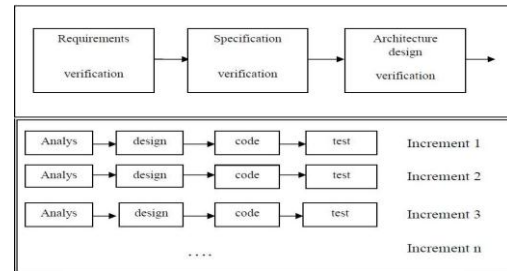 Requirements
verification
Specification
verification
Architecture
design
verification
Analys design code test Increment 1
Analys design code test Increment 2
Analys design code test Increment 3
.... Increment n